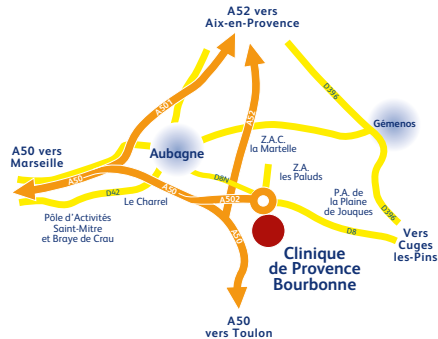 A52 vers
Aix-en-Provence
D396
A501
A52
Gémenos
Z.A.C.
la Martelle
A50 vers
Marseille
Aubagne
Z.A.
les Paluds
A50
D8N
D42
A50
Le Charrel
A502
P.A. de
la Plaine
de Jouques
D396
Pôle d'Activités
Saint-Mitre
et Braye de Crau
A50
D8
Vers
Cuges
les-Pins
Clinique
de Provence
Bourbonne
A50
vers Toulon